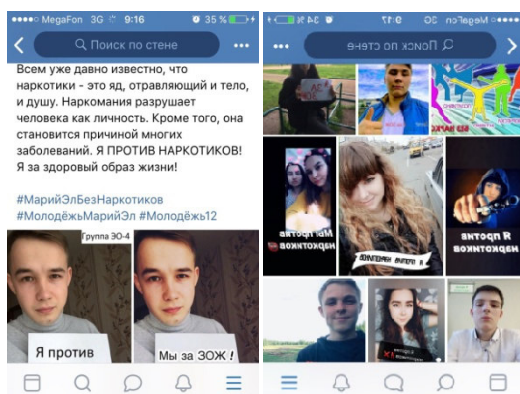 MegaFon 3G 9:16 35 %
Поиск по стене
Всем уже давно известно, что
наркотики - это яд, отравляющий и тело,
и душу. Наркомания разрушает
человека как личность. Кроме того, она
становится причиной многих
заболеваний. Я ПРОТИВ НАРКОТИКОВ!
Я за здоровый образ жизни!
#МарийЭлБезНаркотиков
#МолодёжьМарийЭл #Молодёжь12
Группа ЭО-4
Я против
Мы за ЗОЖ !
MegaFon 3G 9:17 34 %
Поиск по стене
Мы против
наркотиков
Я против
наркотиков